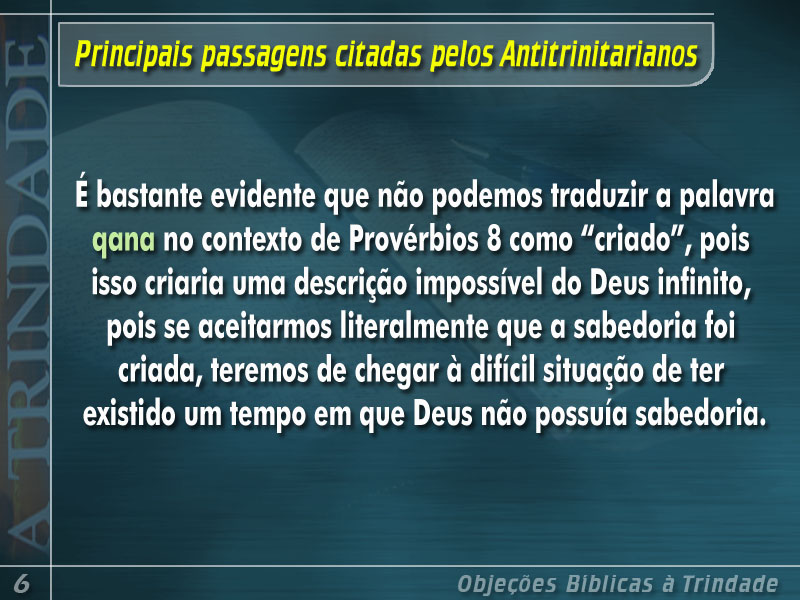 Principais passagens citadas pelos Antitrinitarianos
É bastante evidente que não podemos traduzir a palavra
qana no contexto de Provérbios 8 como “criado”, pois
isso criaria uma descrição impossível do Deus infinito,
pois se aceitarmos literalmente que a sabedoria foi
criada, teremos de chegar à difícil situação de ter
existido um tempo em que Deus não possuía sabedoria.
A TRINDADE
6
Objeções Bíblicas à Trindade